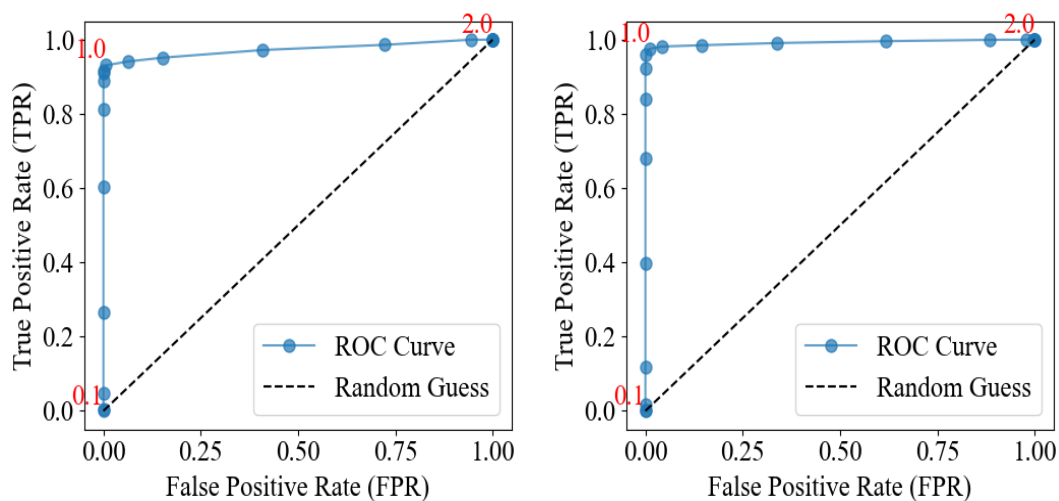 2.0
1.0
1.0
0.8
0.6
0.4
0.2
0.1
0.0
True Positive Rate (TPR)
ROC Curve
Random Guess
0.00 0.25 0.50 0.75 1.00
False Positive Rate (FPR)
2.0
1.0
1.0
0.8
0.6
0.4
0.2
0.1
0.0
True Positive Rate (TPR)
ROC Curve
Random Guess
0.00 0.25 0.50 0.75 1.00
False Positive Rate (FPR)